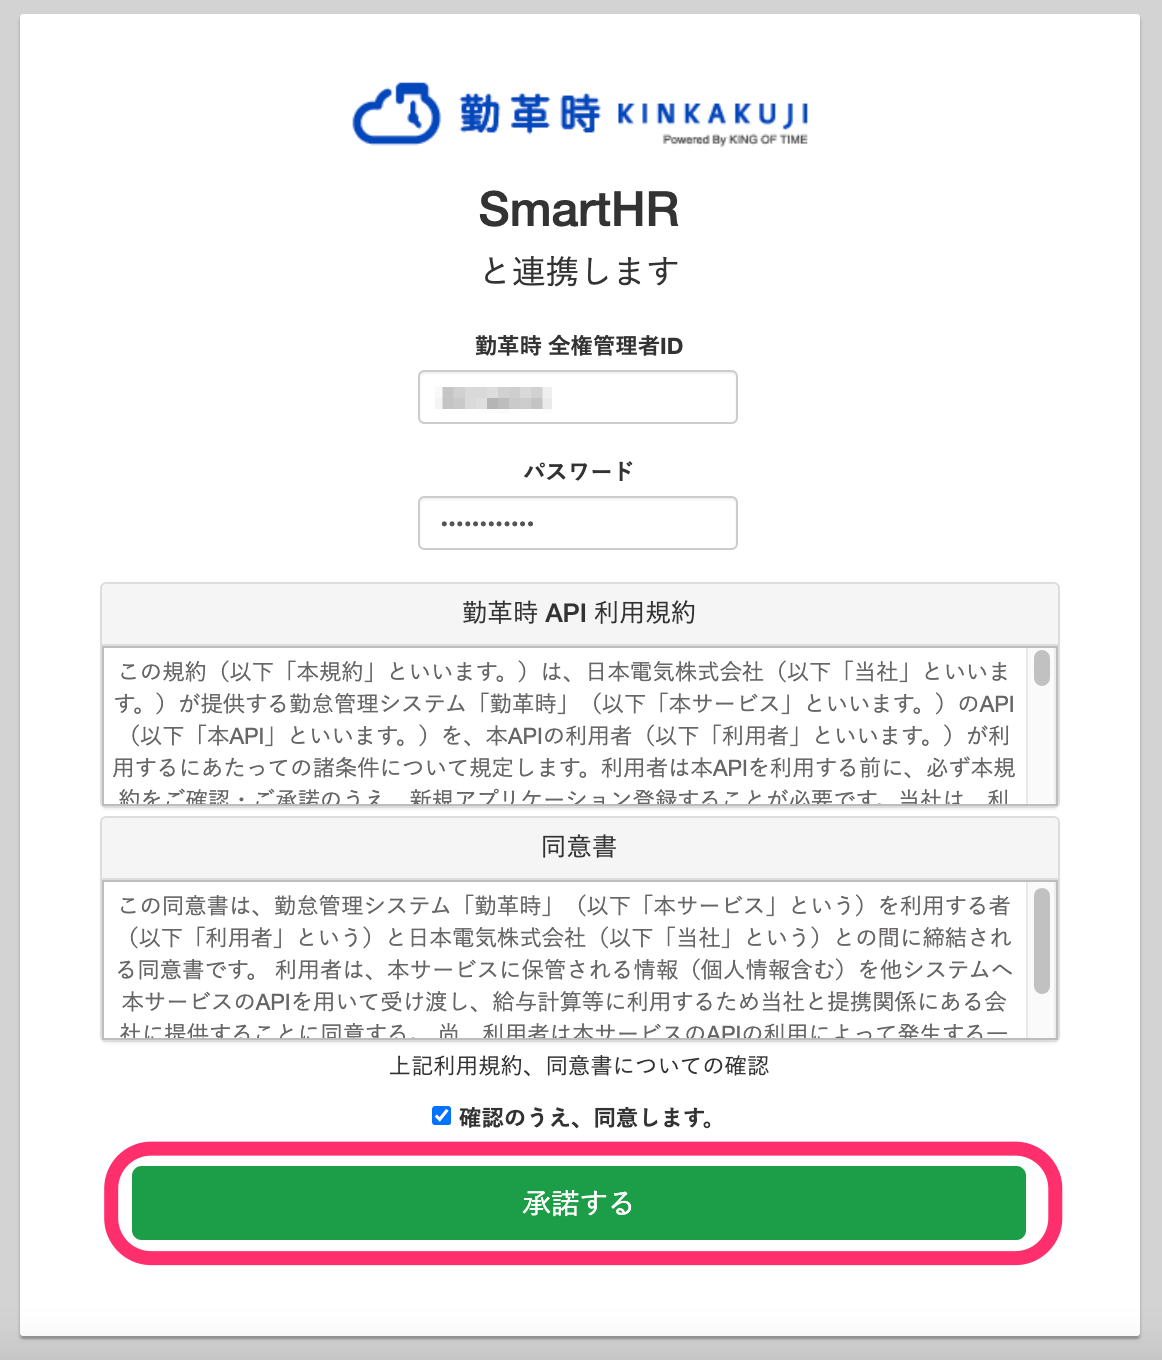 勤革時 KINKAKUJI
Powered By KING OF TIME
SmartHR
と連携します
勤革時 全権管理者ID
パスワード
••••••••••••
勤革時 API 利用規約
この規約（以下「本規約」といいます。）は、日本電気株式会社（以下「当社」といいま
す。）が提供する勤怠管理システム「勤革時」（以下「本サービス」といいます。）のAPI
（以下「本API」といいます。）を、本APIの利用者（以下「利用者」といいます。）が利
用するにあたっての諸条件について規定します。利用者は本APIを利用する前に、必ず本規
約をご確認・ご承諾のうえ、新規アプリケーション登録することが必要です。当社は、利
同意書
この同意書は、勤怠管理システム「勤革時」（以下「本サービス」という）を利用する者
（以下「利用者」という）と日本電気株式会社（以下「当社」という）との間に締結され
る同意書です。 利用者は、本サービスに保管される情報（個人情報含む）を他システムへ
本サービスのAPIを用いて受け渡し、給与計算等に利用するため当社と提携関係にある会
社に提供することに同意する。 尚、利用者は本サービスのAPIの利用によって発生する一
上記利用規約、同意書についての確認
確認のうえ、同意します。
承諾する